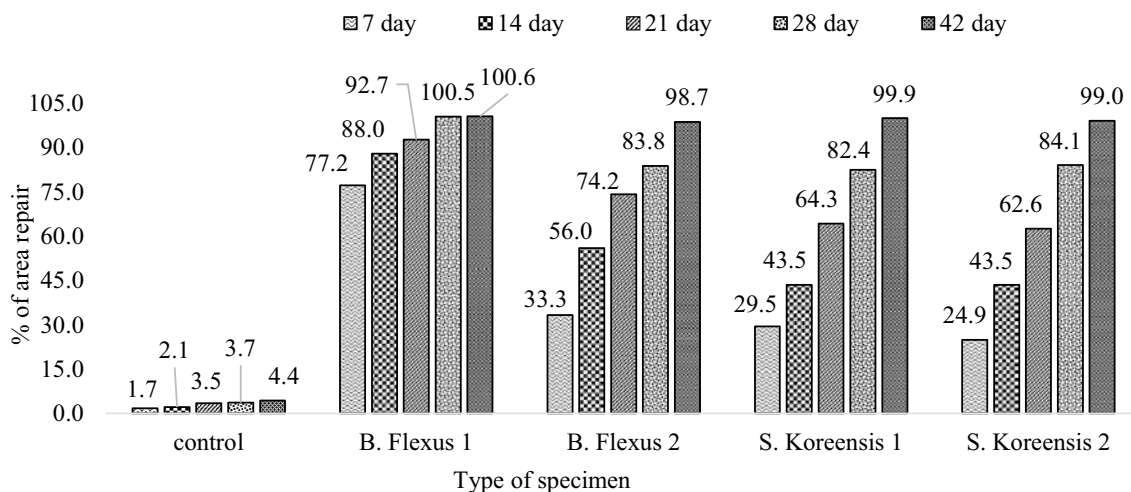 7 day 14 day 21 day 28 day 42 day
% of area repair
105.0
90.0
75.0
60.0
45.0
30.0
15.0
0.0
1.7 2.1 3.5 3.7 4.4
77.2 88.0 92.7 100.5 100.6
33.3 56.0 74.2 83.8 98.7
29.5 43.5 64.3 82.4 99.9
24.9 43.5 62.6 84.1 99.0
control B. Flexus 1 B. Flexus 2 S. Koreensis 1 S. Koreensis 2
Type of specimen